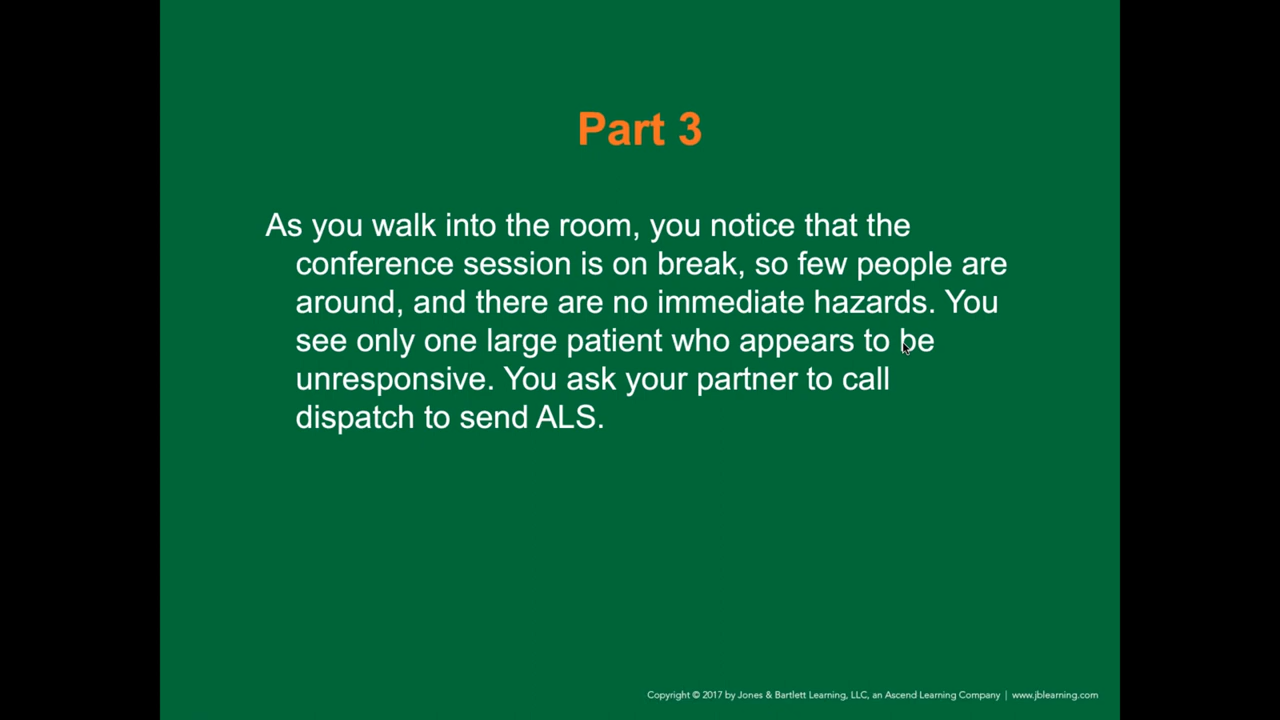 Part 3
As you walk into the room, you notice that the
conference session is on break, so few people are
around, and there are no immediate hazards. You
see only one large patient who appears to be
unresponsive. You ask your partner to call
dispatch to send ALS.
Copyright © 2017 by Jones & Bartlett Learning, LLC, an Ascend Learning Company | www.jblearning.com